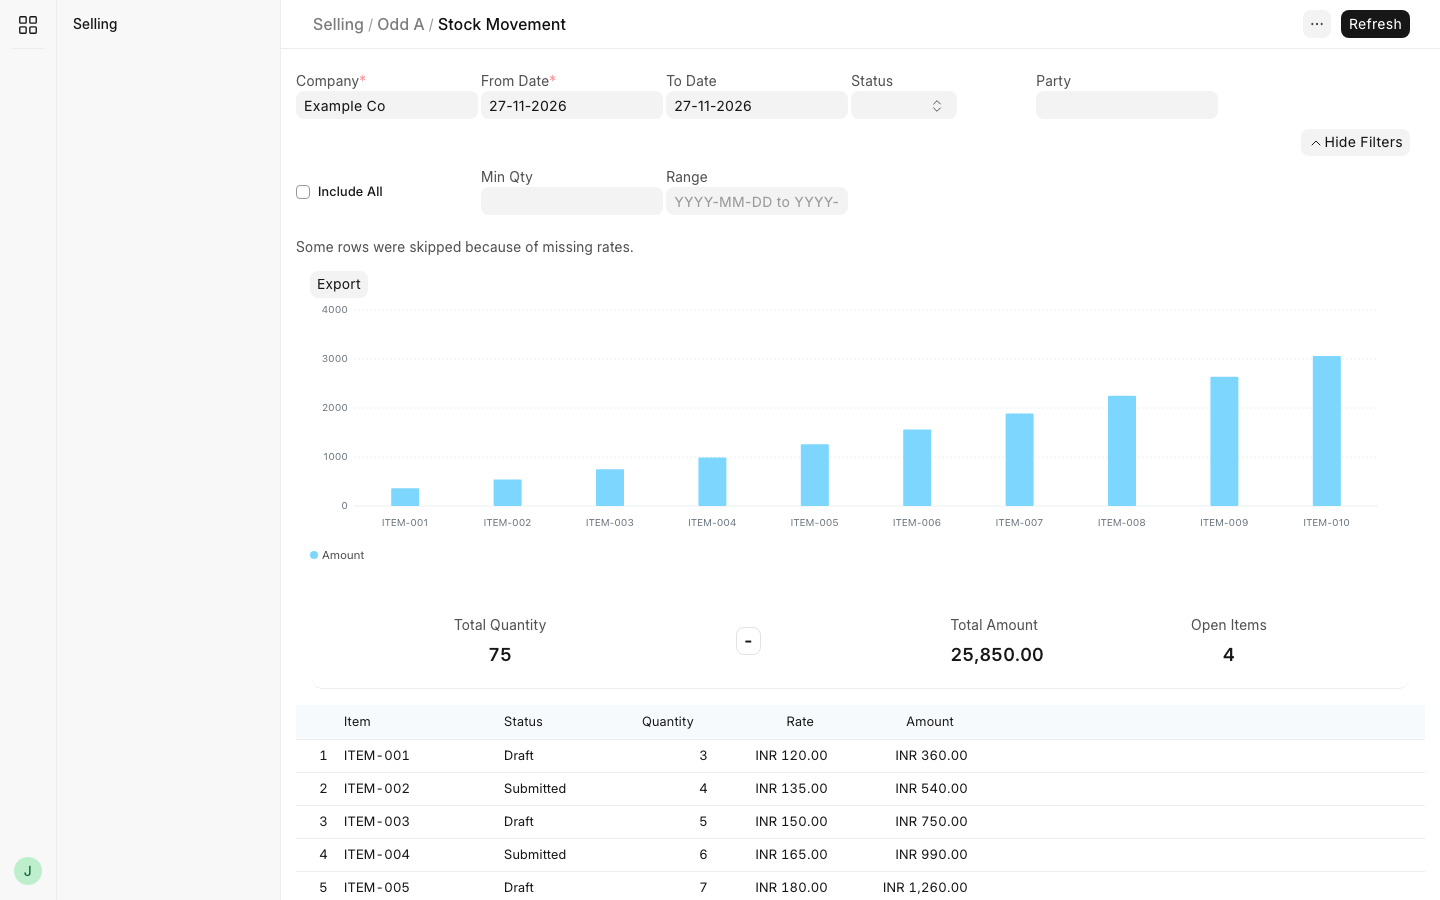 Selling
Selling / Odd A / Stock Movement
Refresh
Company* From Date* To Date Status Party
Example Co 27-11-2026 27-11-2026
Hide Filters
Include All
Min Qty Range
YYYY-MM-DD to YYYY-
Some rows were skipped because of missing rates.
Export
4000
3000
2000
1000
0
ITEM-001 ITEM-002 ITEM-003 ITEM-004 ITEM-005 ITEM-006 ITEM-007 ITEM-008 ITEM-009 ITEM-010
Amount
Total Quantity Total Amount Open Items
75 - 25,850.00 4
Item Status Quantity Rate Amount
1 ITEM-001 Draft 3 INR 120.00 INR 360.00
2 ITEM-002 Submitted 4 INR 135.00 INR 540.00
3 ITEM-003 Draft 5 INR 150.00 INR 750.00
4 ITEM-004 Submitted 6 INR 165.00 INR 990.00
5 ITEM-005 Draft 7 INR 180.00 INR 1,260.00
J